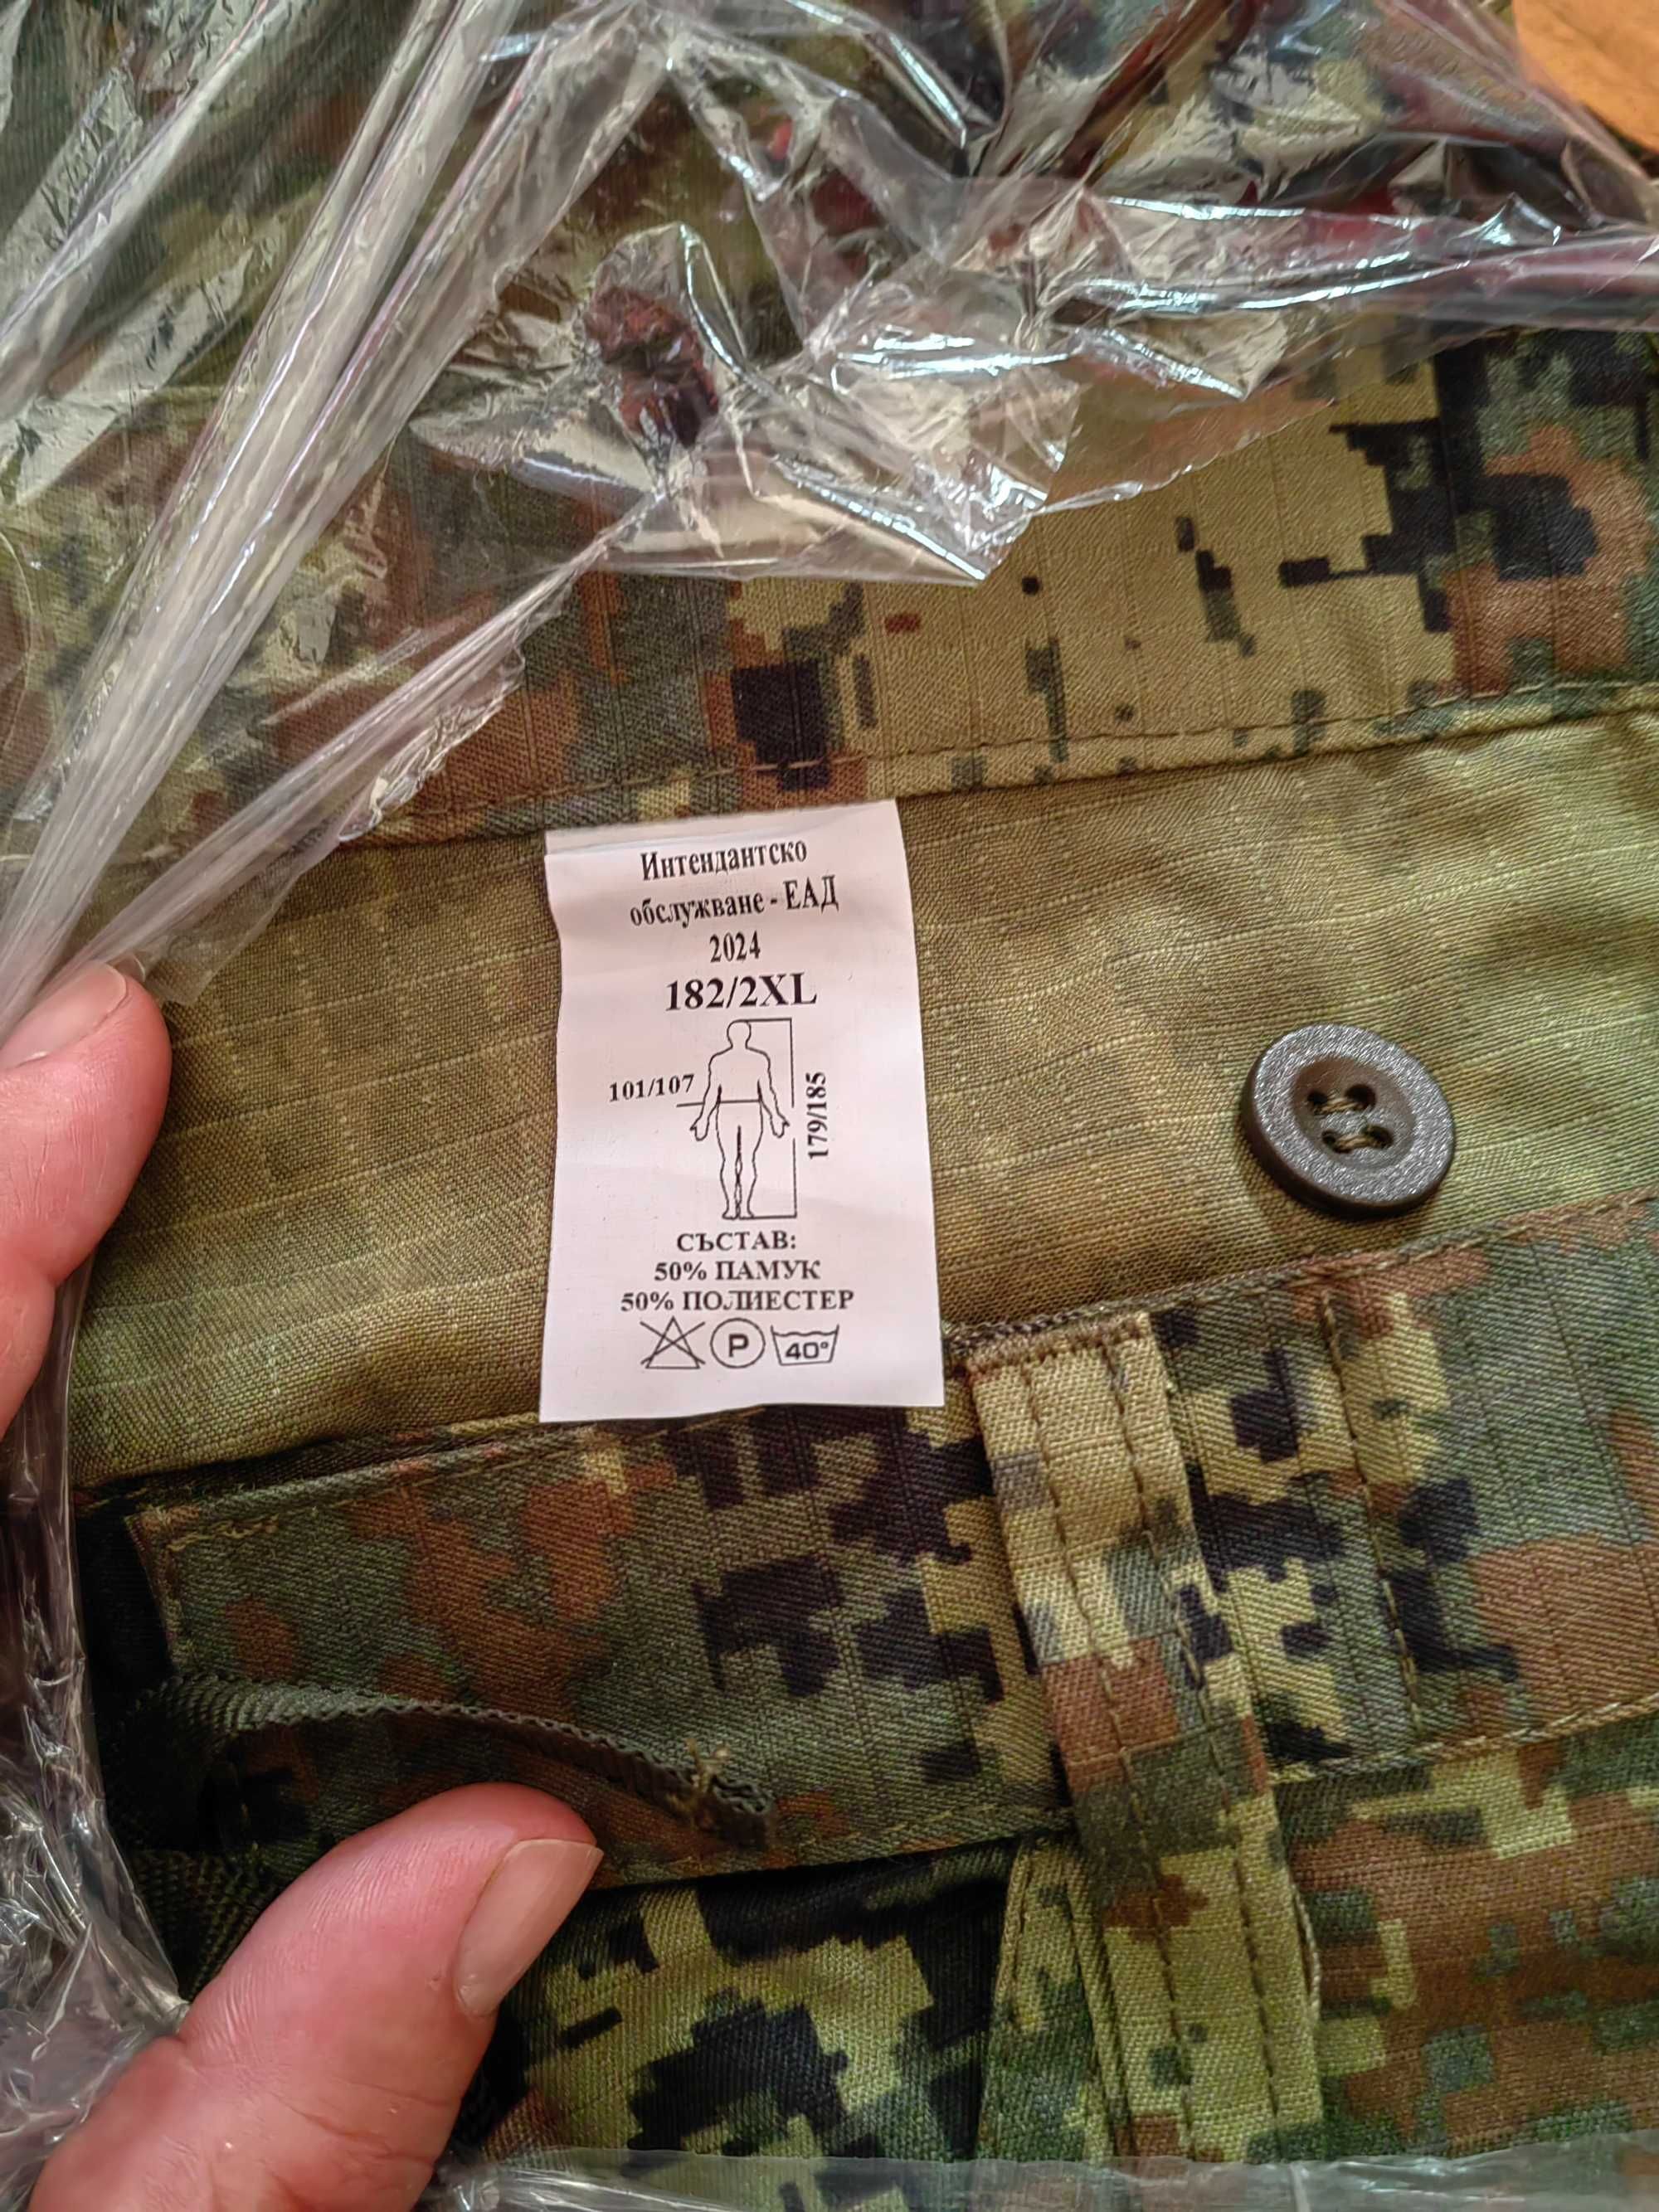 Интендантско
обслужване - ЕАД
2024
182/2XL
101/107
179/185
СЪСТАВ:
50% ПАМУК
50% ПОЛИЕСТЕР
P 40°